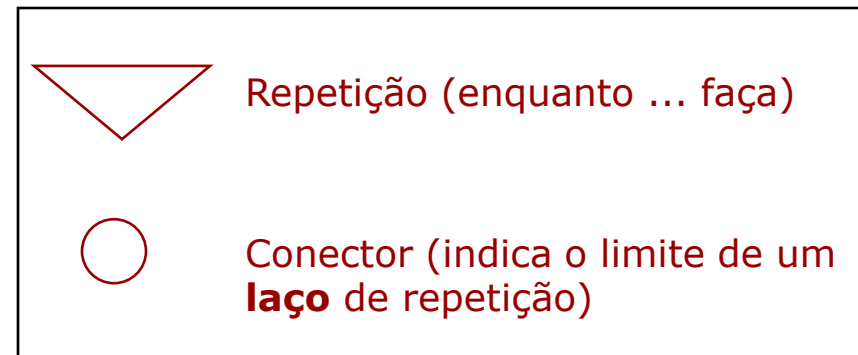 Repetição (enquanto ... faça)
Conector (indica o limite de um
laço de repetição)